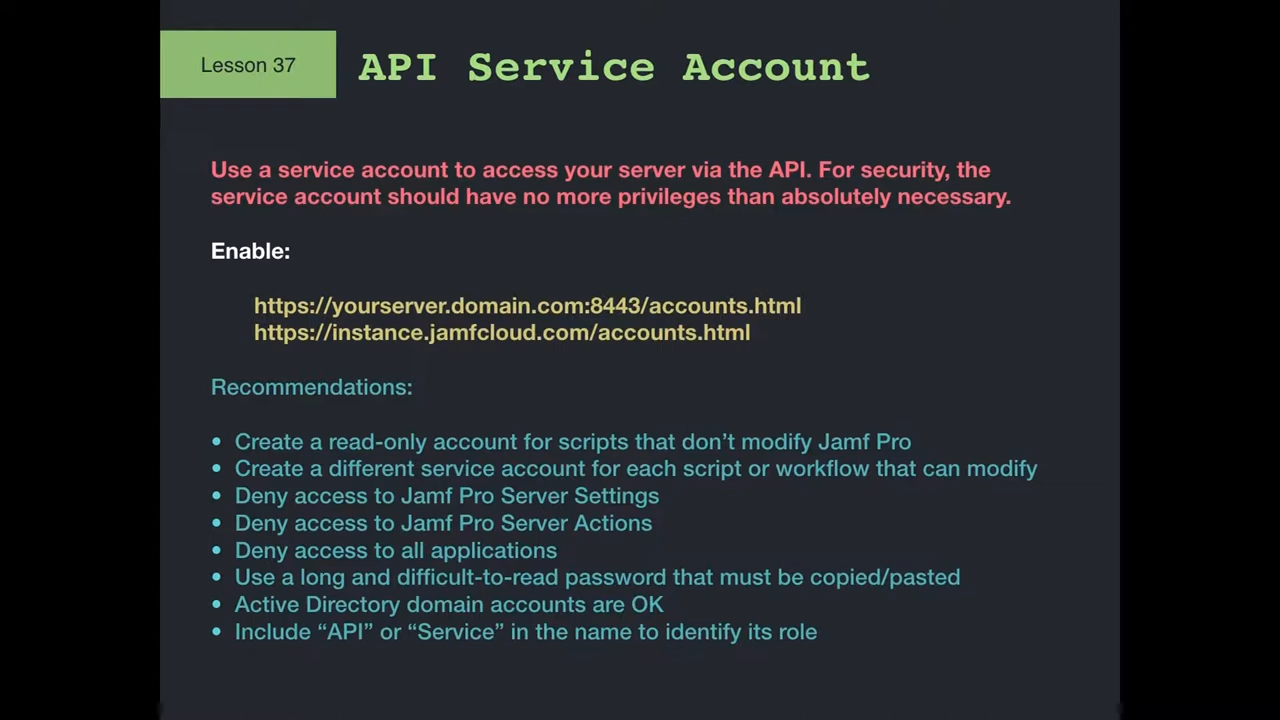 Lesson 37
API Service Account
Use a service account to access your server via the API. For security, the
service account should have no more privileges than absolutely necessary.
Enable:
https://yourserver.domain.com:8443/accounts.html
https://instance.jamfcloud.com/accounts.html
Recommendations:
• Create a read-only account for scripts that don’t modify Jamf Pro
• Create a different service account for each script or workflow that can modify
• Deny access to Jamf Pro Server Settings
• Deny access to Jamf Pro Server Actions
• Deny access to all applications
• Use a long and difficult-to-read password that must be copied/pasted
• Active Directory domain accounts are OK
• Include “API” or “Service” in the name to identify its role